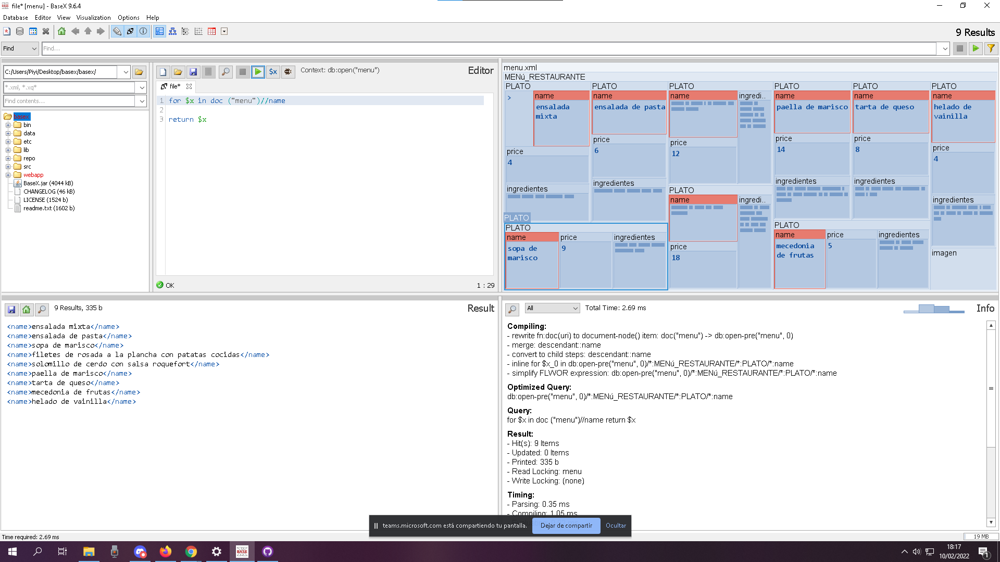 file* [menu] - BaseX 9.6.4
Database Editor View Visualization Options Help
9 Results
Find
Find...
C:/Users/Piyi/Desktop/basex/basex/
*.xml, *.xq*
Find contents...
basex
bin
data
etc
lib
repo
src
webapp
BaseX.jar (4044 kB)
CHANGELOG (46 kB)
LICENSE (1524 b)
readme.txt (1602 b)
$x
Context: db:open("menu")
Editor
file*
1 for $x in doc ("menu")//name
2
3 return $x
OK
1 : 29
menu.xml
MENú_RESTAURANTE
PLATO
>
name
ensalada
mixta
price
4
ingredientes
PLATO
name
ensalada de pasta
price
6
ingredientes
PLATO
name
ingredi..
price
12
PLATO
name
paella de marisco
price
14
ingredientes
PLATO
name
tarta de queso
price
8
ingredientes
PLATO
name
helado de
vainilla
price
4
ingredientes
imagen
PLATO
PLATO
name
sopa de
marisco
price
9
ingredientes
PLATO
name
ingredi..
price
18
PLATO
name
mecedonia
de frutas
price
5
ingredientes
9 Results, 335 b
Result
<name>ensalada mixta</name>
<name>ensalada de pasta</name>
<name>sopa de marisco</name>
<name>filetes de rosada a la plancha con patatas cocidas</name>
<name>solomillo de cerdo con salsa roquefort</name>
<name>paella de marisco</name>
<name>tarta de queso</name>
<name>mecedonia de frutas</name>
<name>helado de vainilla</name>
All
Total Time: 2.69 ms
Info
Compiling:
- rewrite fn:doc(uri) to document-node() item: doc("menu") -> db:open-pre("menu", 0)
- merge: descendant::name
- convert to child steps: descendant::name
- inline for $x_0 in db:open-pre("menu", 0)/*:MENú_RESTAURANTE/*:PLATO/*:name
- simplify FLWOR expression: db:open-pre("menu", 0)/*:MENú_RESTAURANTE/*:PLATO/*:name
Optimized Query:
db:open-pre("menu", 0)/*:MENú_RESTAURANTE/*:PLATO/*:name
Query:
for $x in doc ("menu")//name return $x
Result:
- Hit(s): 9 Items
- Updated: 0 Items
- Printed: 335 b
- Read Locking: menu
- Write Locking: (none)
Timing:
- Parsing: 0.35 ms
- Compiling: 1.05 ms
teams.microsoft.com está compartiendo tu pantalla.
Dejar de compartir
Ocultar
Time required: 2.69 ms
19 MB
BASE
18:17
10/02/2022
1